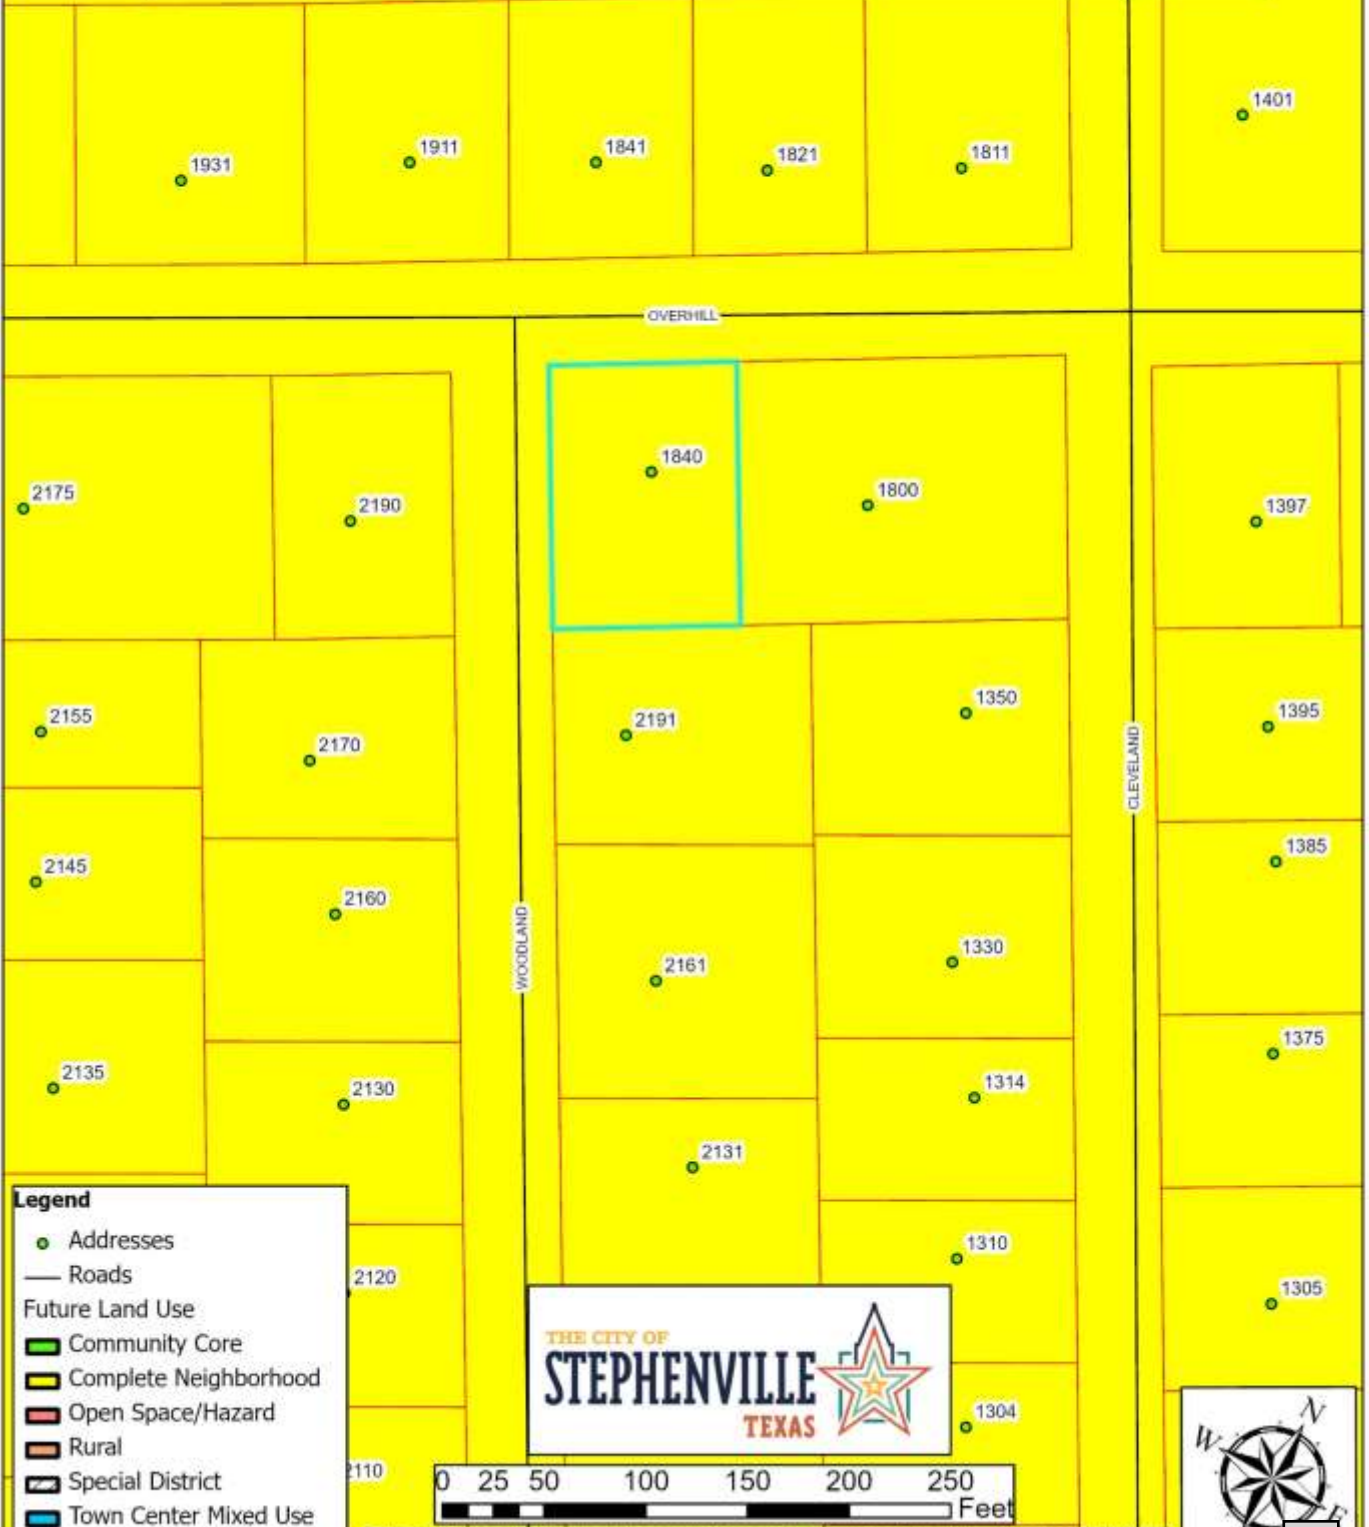 1401
1911
1841
1821
1811
1931
OVERHILL
1840
1800
2175
2190
1397
2155
2170
2191
1350
1395
CLEVELAND
2145
2160
1385
WOODLAND
2161
1330
2135
2130
1375
1314
2131
1310
2120
1305
1304
2110
Legend
Addresses
Roads
Future Land Use
Community Core
Complete Neighborhood
Open Space/Hazard
Rural
Special District
Town Center Mixed Use
THE CITY OF
STEPHENVILLE
TEXAS
0 25 50 100 150 200 250
Feet
N
W
E